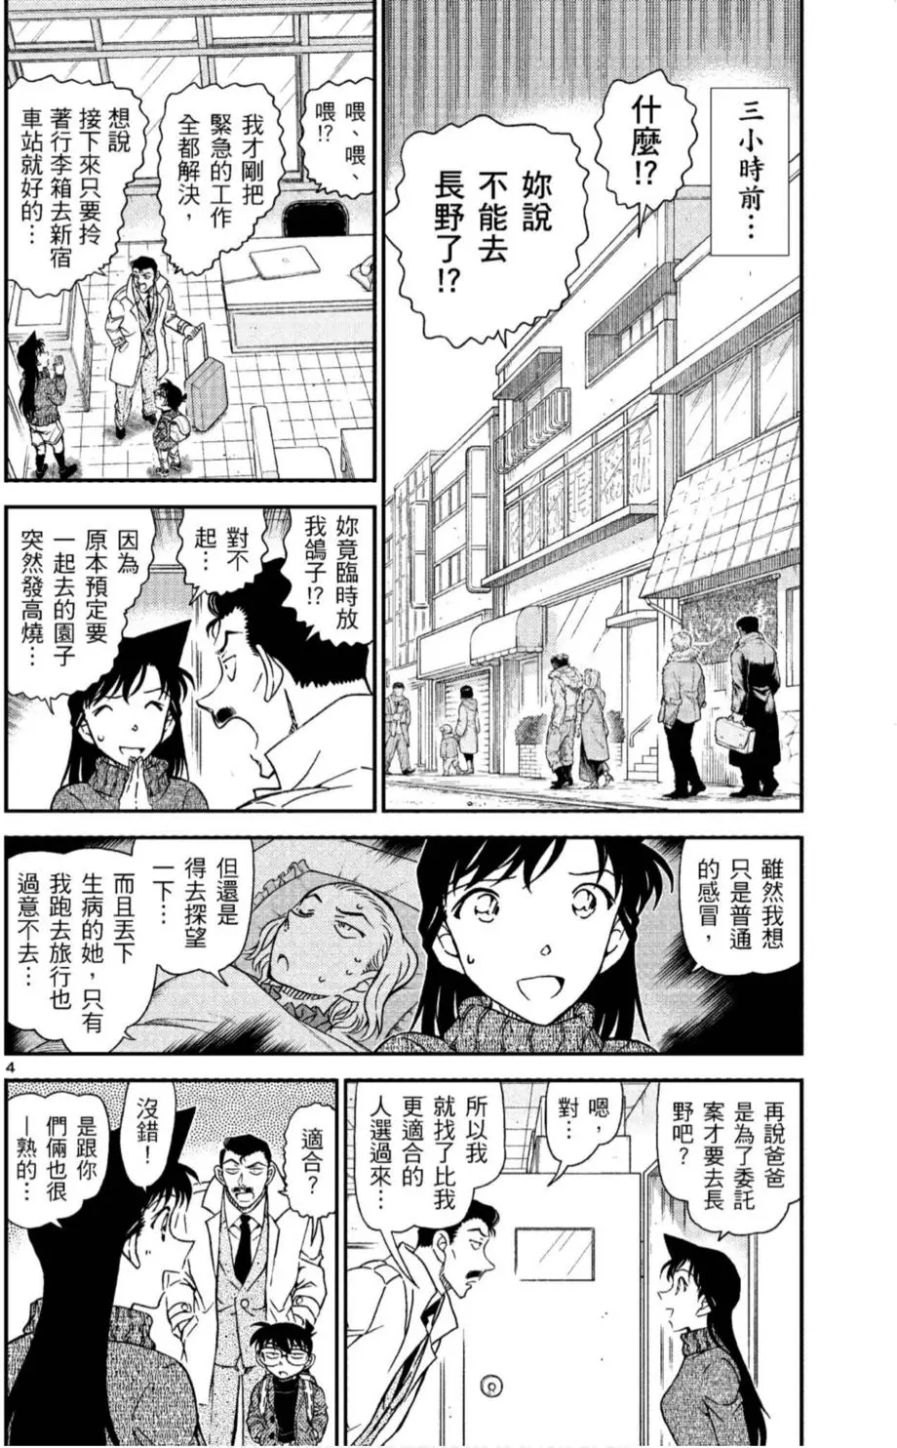 三小時前…
什麼!?
妳說
不能去
長野了!?
喂、喂、
喂!?
我才剛把
緊急的工作
全都解決，
想說
接下來只要拎
著行李箱去新宿
車站就好的…
妳竟臨時放
我鴿子!?
對不
起…
因為
原本預定要
一起去的園子
突然發高燒…
雖然我想
只是普通
的感冒，
但還是
得去探望
一下…
而且丟下
生病的她，只有
我跑去旅行也
過意不去…
再說爸爸
是為了委託
案才要去長
野吧？
嗯，
對…
所以我
就找了比我
更適合的
人選過來…
適合？
沒錯！
是跟你
們倆也很
熟的…
4